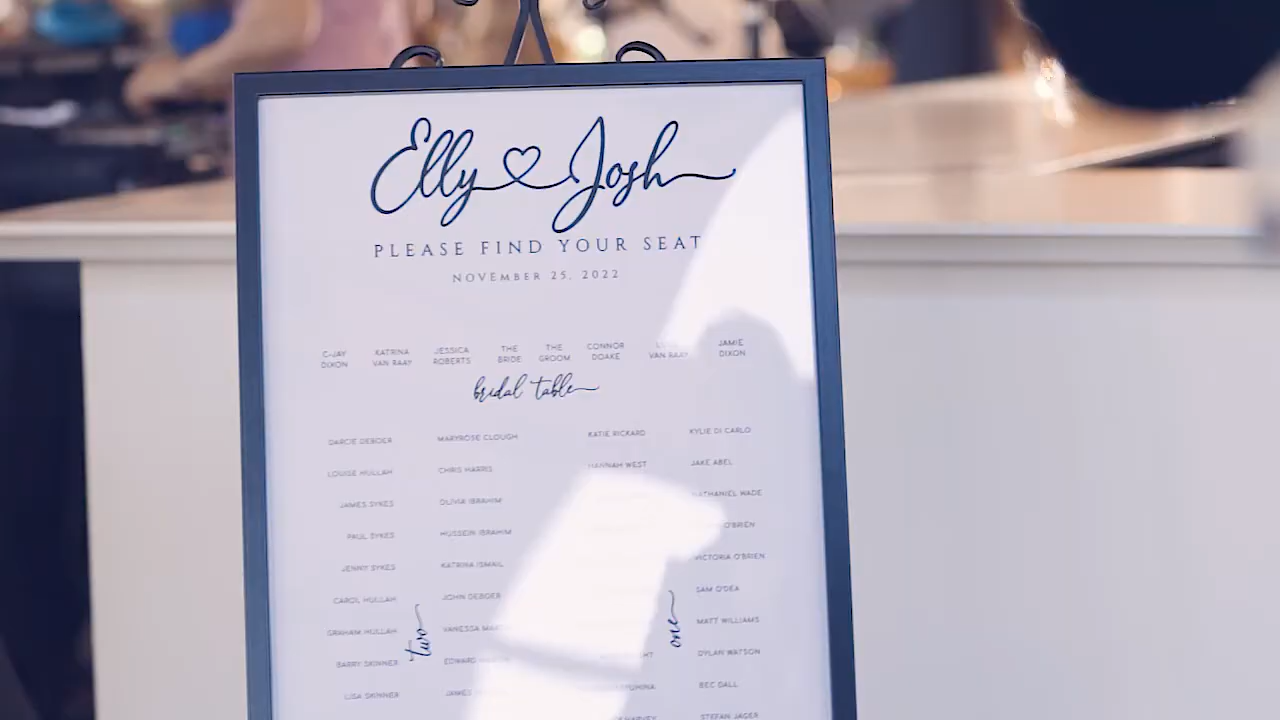 Elly Josh
PLEASE FIND YOUR SEAT
NOVEMBER 25, 2022
C-JAY DIXON
KATRINA VAN RAAY
JESSICA ROBERTS
THE BRIDE
THE GROOM
CONNOR DOAKE
VAN RAAY
JAMIE DIXON
bridal table
DARCIE DEBOER
LOUISE HULLAH
JAMES SYKES
PAUL SYKES
JENNY SYKES
CAROL HULLAH
GRAHAM HULLAH
BARRY SKINNER
LISA SKINNER
two
MARYROSE CLOUGH
CHRIS HARRIS
OLIVIA IBRAHIM
HUSSEIN IBRAHIM
KATRINA ISMAIL
JOHN DEBOER
VANESSA
EDWARD
JAMES
KATIE RICKARD
HANNAH WEST
one
KYLIE DI CARLO
JAKE ABEL
NATHANIEL WADE
O'BRIEN
VICTORIA O'BRIEN
SAM O'DEA
MATT WILLIAMS
DYLAN WATSON
BEC DALL
STEFAN JAGER